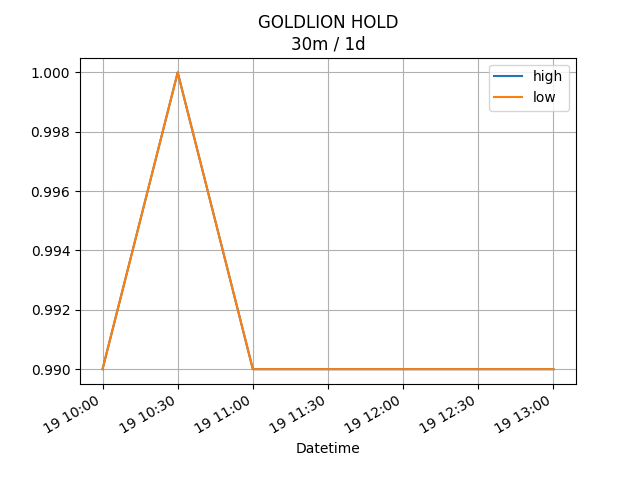 GOLDLION HOLD
30m / 1d
high
low
1.000
0.998
0.996
0.994
0.992
0.990
19 10:00
19 10:30
19 11:00
19 11:30
19 12:00
19 12:30
19 13:00
Datetime